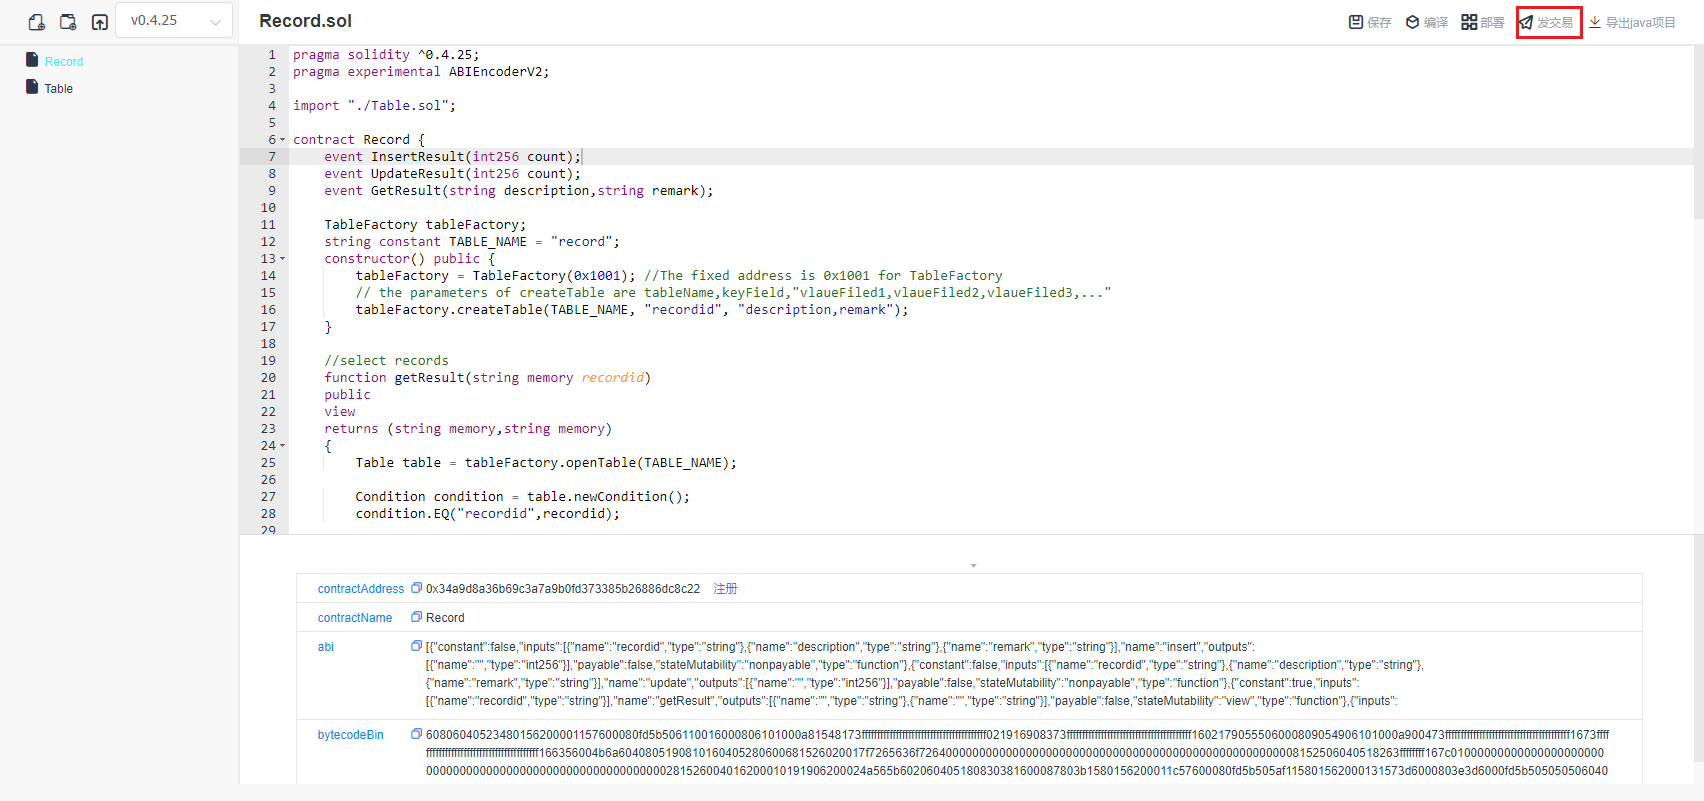 v0.4.25
Record.sol
保存
编译
部署
发交易
导出java项目
Record
Table
1 pragma solidity ^0.4.25;
2 pragma experimental ABIEncoderV2;
3
4 import "./Table.sol";
5
6 contract Record {
7 event InsertResult(int256 count);
8 event UpdateResult(int256 count);
9 event GetResult(string description,string remark);
10
11 TableFactory tableFactory;
12 string constant TABLE_NAME = "record";
13 constructor() public {
14 tableFactory = TableFactory(0x1001); //The fixed address is 0x1001 for TableFactory
15 // the parameters of createTable are tableName,keyField,"vlaueFiled1,vlaueFiled2,vlaueFiled3,..."
16 tableFactory.createTable(TABLE_NAME, "recordid", "description,remark");
17 }
18
19 //select records
20 function getResult(string memory recordid)
21 public
22 view
23 returns (string memory,string memory)
24 {
25 Table table = tableFactory.openTable(TABLE_NAME);
26
27 Condition condition = table.newCondition();
28 condition.EQ("recordid",recordid);
29
contractAddress 0x34a9d8a36b69c3a7a9b0fd373385b26886dc8c22 注册
contractName Record
abi [{"constant":false,"inputs":[{"name":"recordid","type":"string"},{"name":"description","type":"string"},{"name":"remark","type":"string"}],"name":"insert","outputs":
[{"name":"","type":"int256"}],"payable":false,"stateMutability":"nonpayable","type":"function"},{"constant":false,"inputs":[{"name":"recordid","type":"string"},{"name":"description","type":"string"},
{"name":"remark","type":"string"}],"name":"update","outputs":[{"name":"","type":"int256"}],"payable":false,"stateMutability":"nonpayable","type":"function"},{"constant":true,"inputs":
[{"name":"recordid","type":"string"}],"name":"getResult","outputs":[{"name":"","type":"string"},{"name":"","type":"string"}],"payable":false,"stateMutability":"view","type":"function"},{"inputs":
bytecodeBin